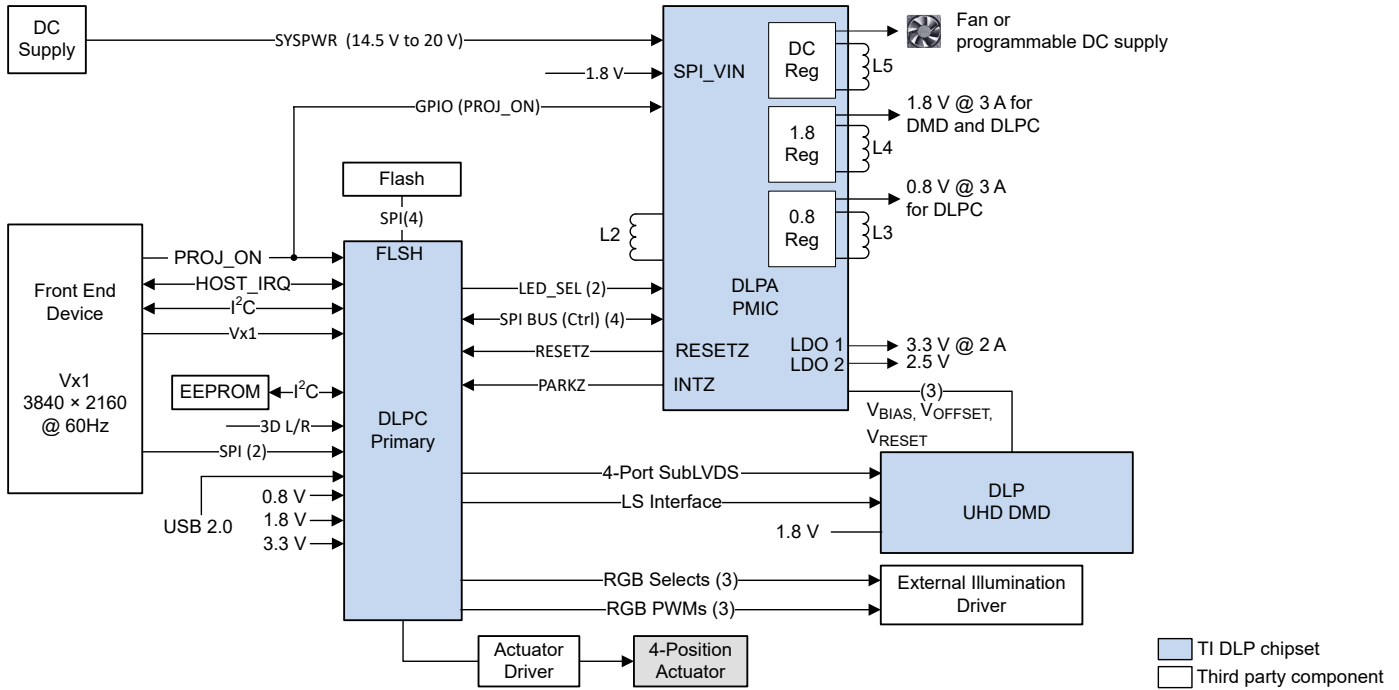 DC
Supply
SYSPWR (14.5 V to 20 V)
1.8 V
SPI_VIN
GPIO (PROJ_ON)
DC
Reg
L5
Fan or
programmable DC supply
1.8
Reg
L4
1.8 V @ 3 A for
DMD and DLPC
0.8
Reg
L3
0.8 V @ 3 A
for DLPC
L2
DLPA
PMIC
LDO 1
3.3 V @ 2 A
LDO 2
2.5 V
RESETZ
INTZ
(3)
VBIAS, VOFFSET,
VRESET
Flash
SPI(4)
FLSH
Front End
Device
Vx1
3840 × 2160
@ 60Hz
PROJ_ON
HOST_IRQ
I²C
Vx1
EEPROM
I²C
3D L/R
SPI (2)
USB 2.0
0.8 V
1.8 V
3.3 V
DLPC
Primary
LED_SEL (2)
SPI BUS (Ctrl) (4)
RESETZ
PARKZ
4-Port SubLVDS
LS Interface
DLP
UHD DMD
1.8 V
RGB Selects (3)
RGB PWMs (3)
External Illumination
Driver
Actuator
Driver
4-Position
Actuator
TI DLP chipset
Third party component